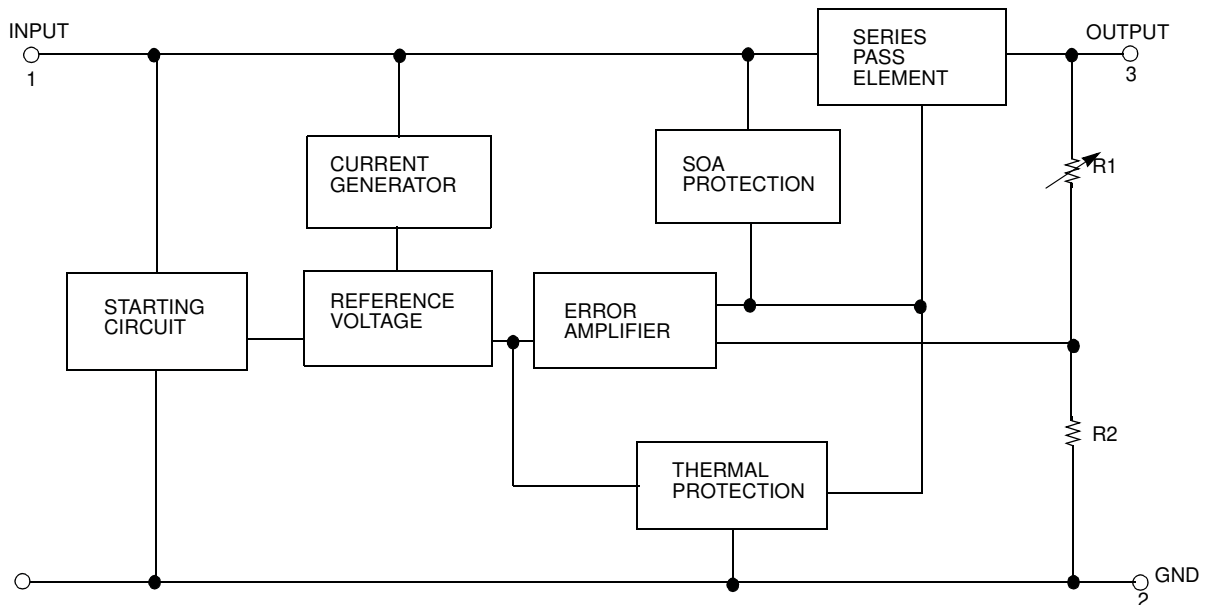 INPUT
1
SERIES
PASS
ELEMENT
OUTPUT
3
CURRENT
GENERATOR
SOA
PROTECTION
R1
STARTING
CIRCUIT
REFERENCE
VOLTAGE
ERROR
AMPLIFIER
R2
THERMAL
PROTECTION
GND
2